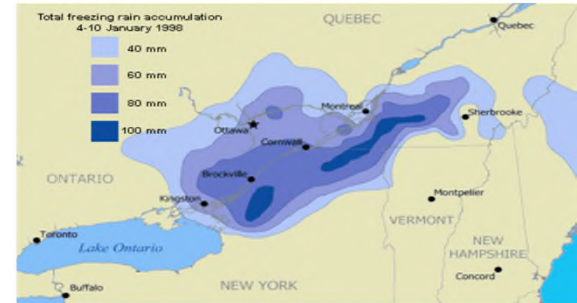 Total freezing rain accumulation
4-10 January 1998
40 mm
60 mm
80 mm
100 mm
QUEBEC
Quebec
Montreal
Sherbrooke
Ottawa
Cornwall
ONTARIO
Brockville
Kingston
Montpelier
VERMONT
Toronto
Lake Ontario
NEW
HAMPSHIRE
Concord
Buffalo
NEW YORK